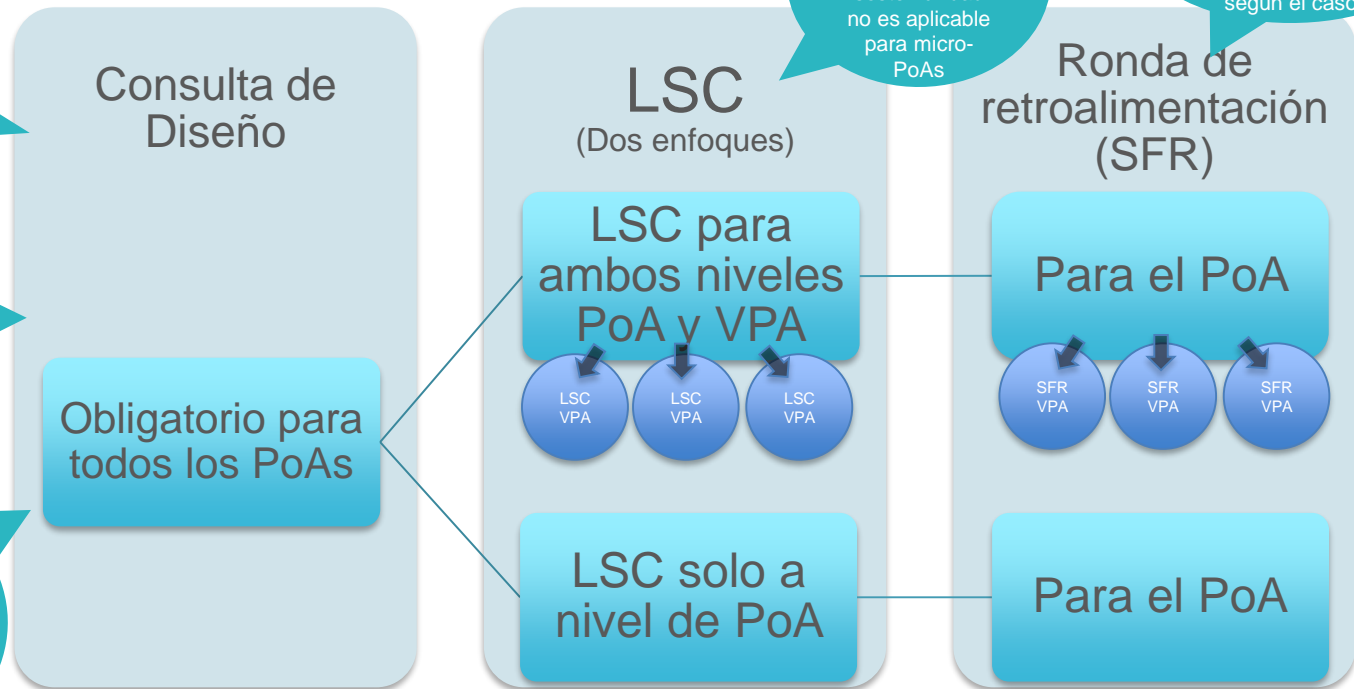 no es aplicable
para micro-
PoAs
según el caso
Consulta de
Diseño
Obligatorio para
todos los PoAs
LSC
(Dos enfoques)
LSC para
ambos niveles
PoA y VPA
LSC
VPA
LSC
VPA
LSC
VPA
LSC solo a
nivel de PoA
Ronda de
retroalimentación
(SFR)
Para el PoA
SFR
VPA
SFR
VPA
SFR
VPA
Para el PoA